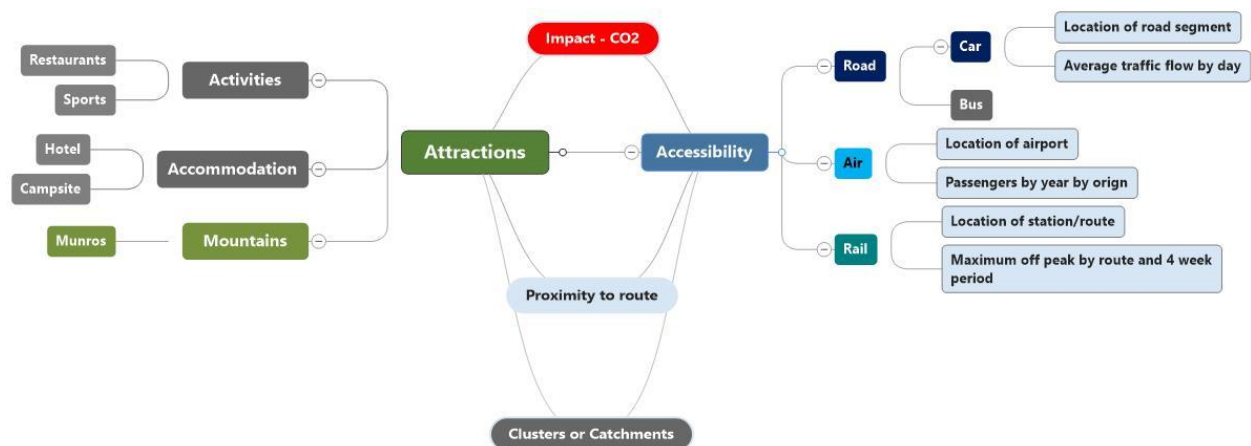 Impact - CO2
Restaurants
Activities
Sports
Hotel
Accommodation
Campsite
Munros
Mountains
Attractions
Accessibility
Road
Car
Location of road segment
Average traffic flow by day
Bus
Air
Location of airport
Passengers by year by orign
Rail
Location of station/route
Maximum off peak by route and 4 week
period
Proximity to route
Clusters or Catchments